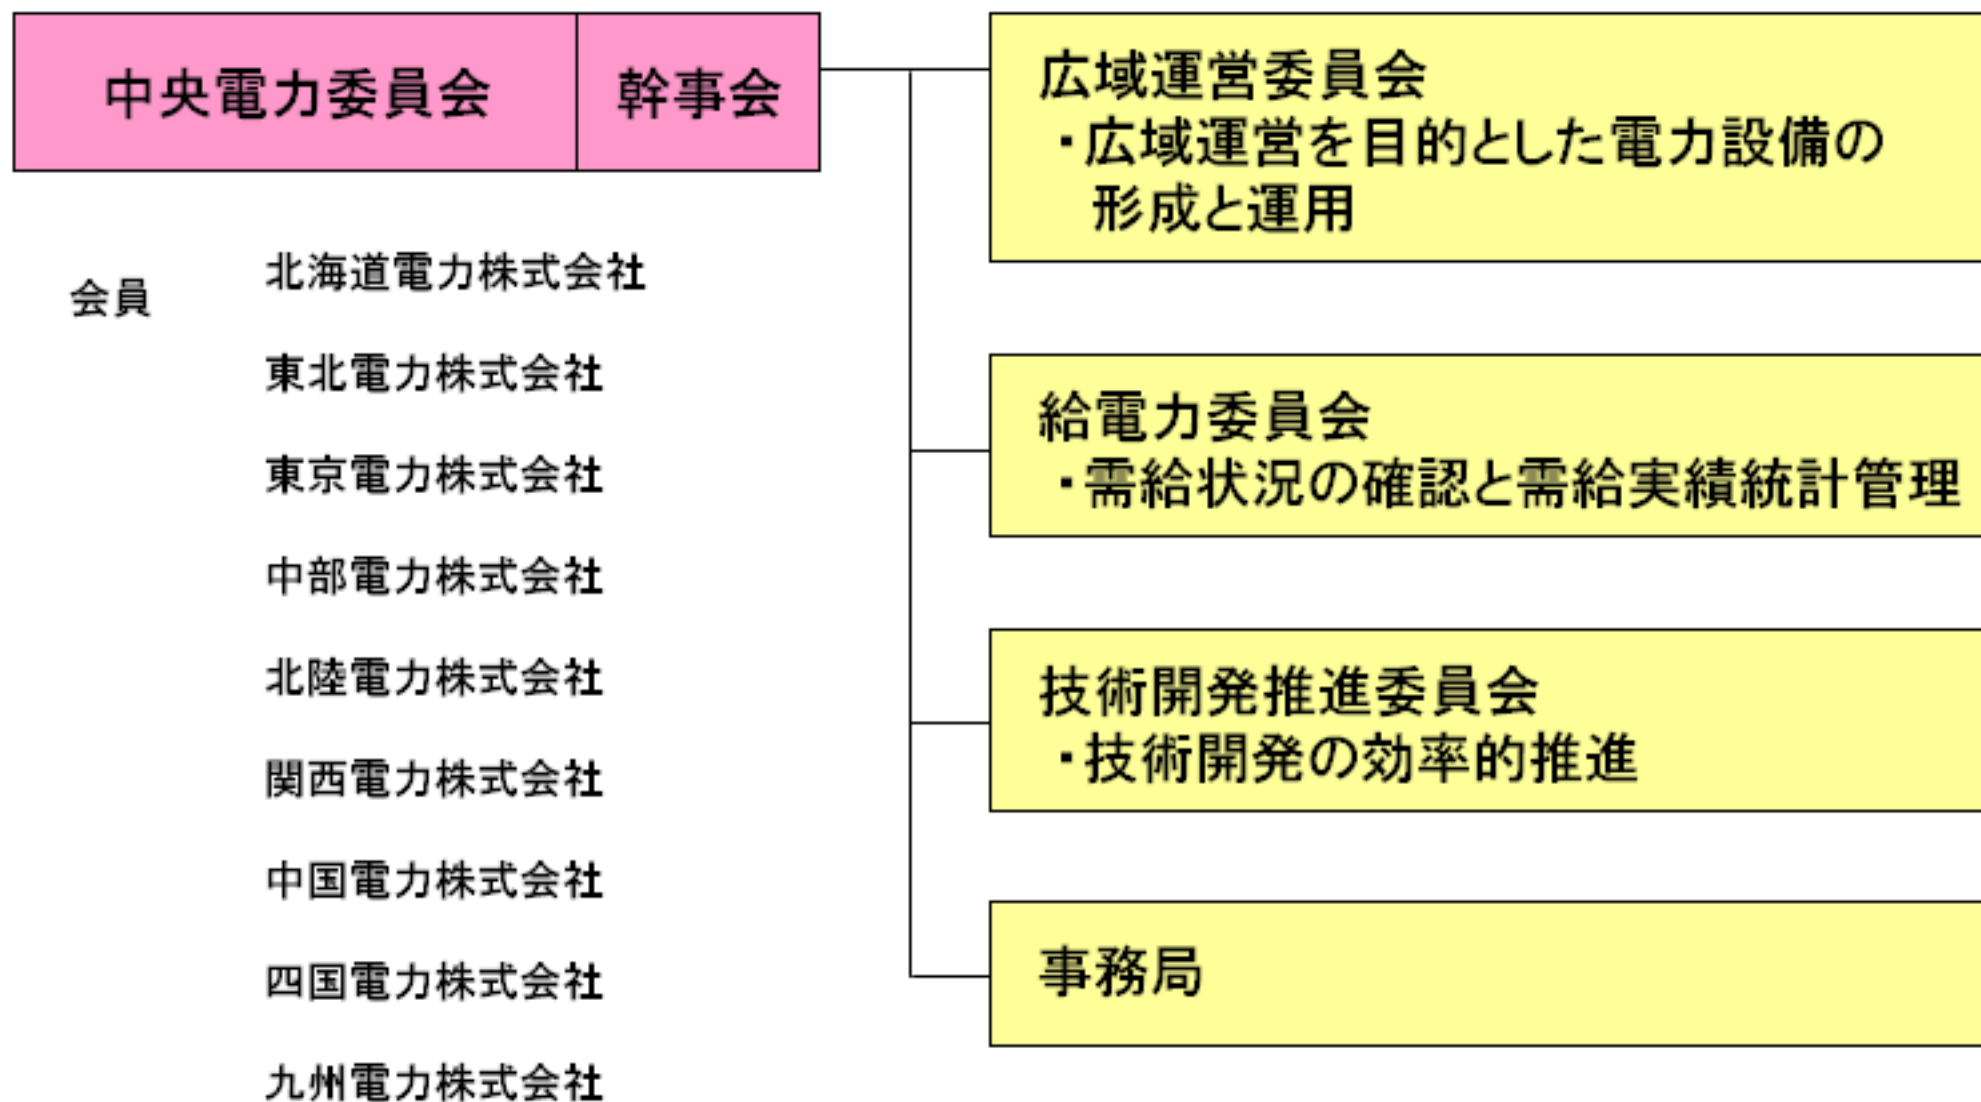 中央電力委員会
幹事会
会員
北海道電力株式会社
東北電力株式会社
東京電力株式会社
中部電力株式会社
北陸電力株式会社
関西電力株式会社
中国電力株式会社
四国電力株式会社
九州電力株式会社
広域運営委員会
・広域運営を目的とした電力設備の
形成と運用
給電力委員会
・需給状況の確認と需給実績統計管理
技術開発推進委員会
・技術開発の効率的推進
事務局